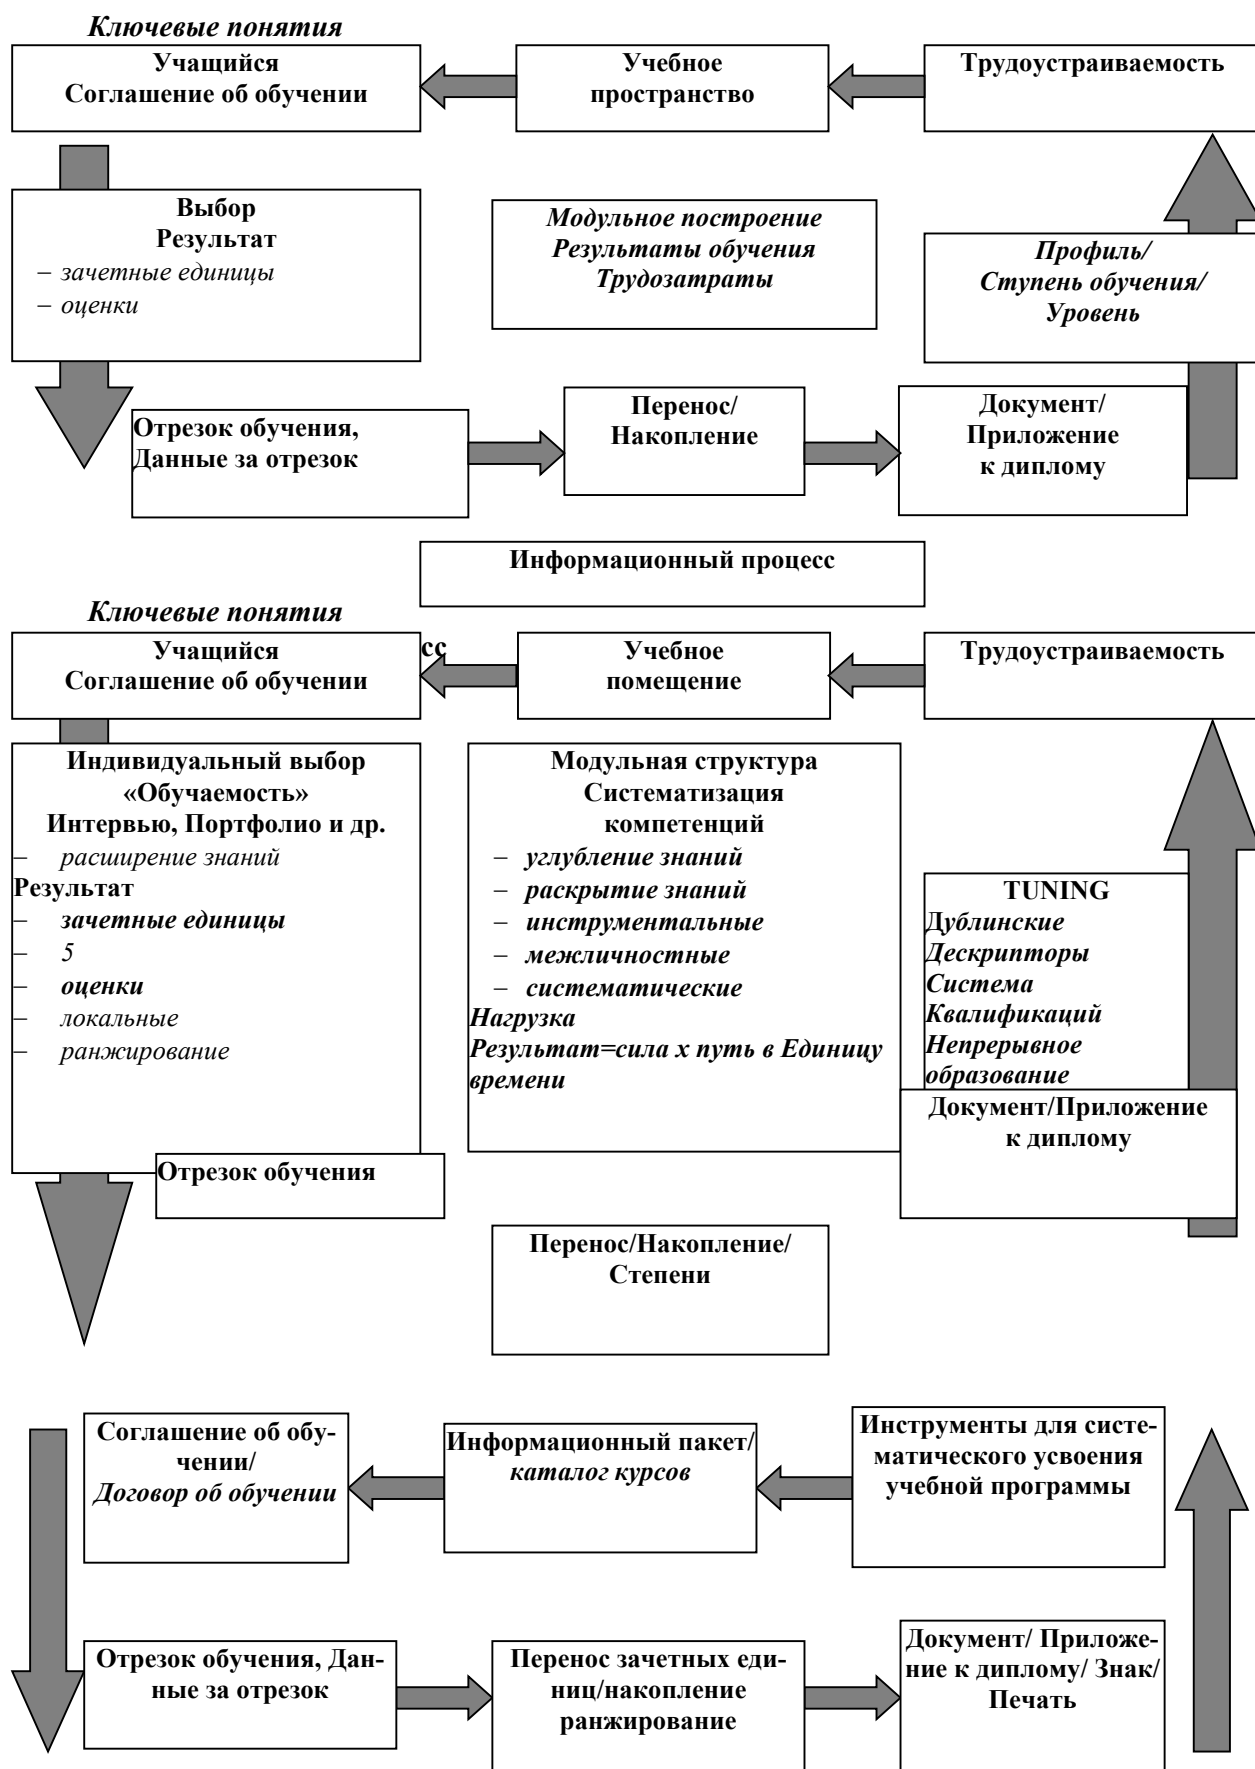 Ключевые понятия
Учащийся
Соглашение об обучении
Учебное
пространство
Трудоустраиваемость
Выбор
Результат
– зачетные единицы
– оценки
Модульное построение
Результаты обучения
Трудозатраты
Профиль/
Ступень обучения/
Уровень
Отрезок обучения,
Данные за отрезок
Перенос/
Накопление
Документ/
Приложение
к диплому
Информационный процесс
Ключевые понятия
Учащийся
Соглашение об обучении
сс
Учебное
помещение
Трудоустраиваемость
Индивидуальный выбор
«Обучаемость»
Интервью, Портфолио и др.
– расширение знаний
Результат
– зачетные единицы
– 5
– оценки
– локальные
– ранжирование
Модульная структура
Систематизация
компетенций
– углубление знаний
– раскрытие знаний
– инструментальные
– межличностные
– систематические
Нагрузка
Результат=сила х путь в Единицу
времени
TUNING
Дублинские
Дескрипторы
Система
Квалификаций
Непрерывное
образование
Документ/Приложение
к диплому
Отрезок обучения
Перенос/Накопление/
Степени
Соглашение об обу-
чении/
Договор об обучении
Информационный пакет/
каталог курсов
Инструменты для систе-
матического усвоения
учебной программы
Отрезок обучения, Дан-
ные за отрезок
Перенос зачетных еди-
ниц/накопление
ранжирование
Документ/ Приложе-
ние к диплому/ Знак/
Печать